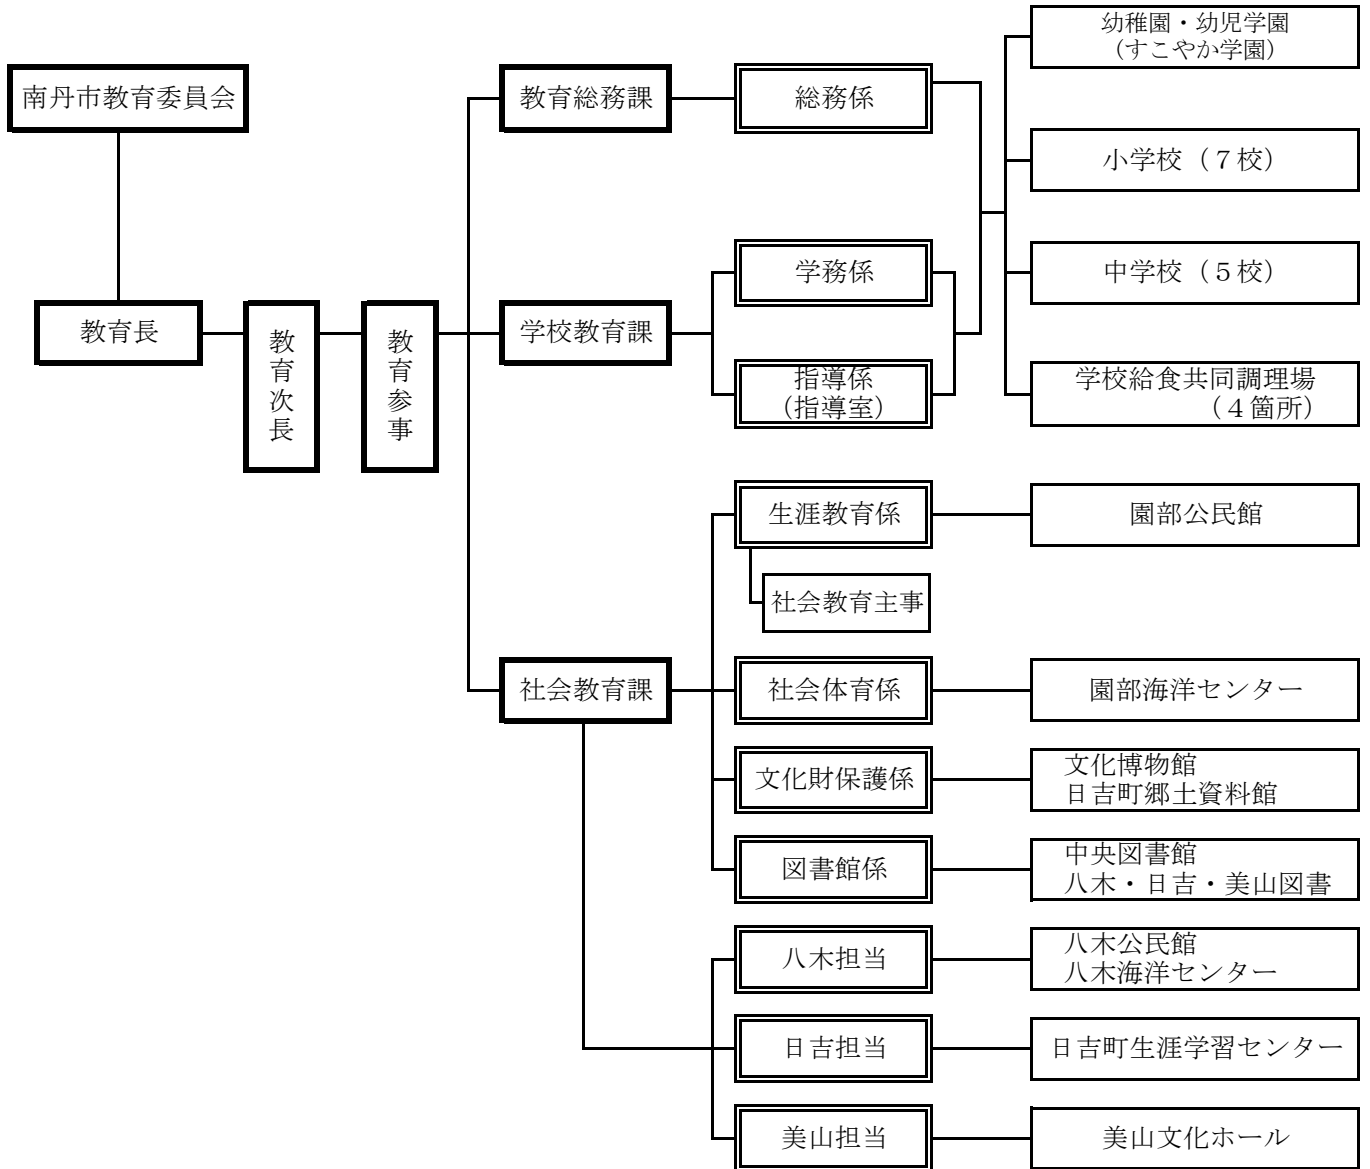 南丹市教育委員会
教育長
教育次長
教育参事
教育総務課
学校教育課
社会教育課
総務係
学務係
指導係
（指導室）
生涯教育係
社会教育主事
社会体育係
文化財保護係
図書館係
八木担当
日吉担当
美山担当
幼稚園・幼児学園
（すこやか学園）
小学校（７校）
中学校（５校）
学校給食共同調理場
（４箇所）
園部公民館
園部海洋センター
文化博物館
日吉町郷土資料館
中央図書館
八木・日吉・美山図書
八木公民館
八木海洋センター
日吉町生涯学習センター
美山文化ホール